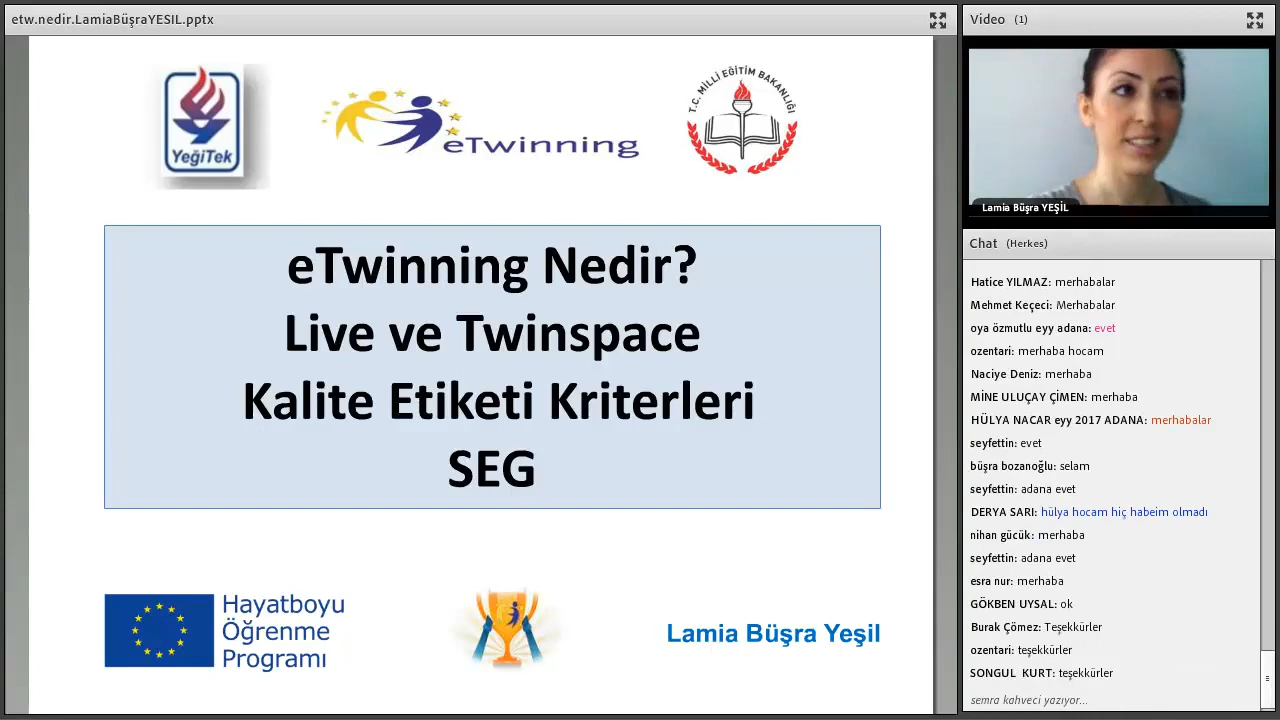 etw.nedir.LamiaBüşraYESIL.pptx
YeğiTek
eTwinning
T.C. MİLLİ EĞİTİM BAKANLIĞI
eTwinning Nedir?
Live ve Twinspace
Kalite Etiketi Kriterleri
SEG
Hayatboyu
Öğrenme
Programı
Lamia Büşra Yeşil
Video (1)
Lamia Büşra YEŞİL
Chat (Herkes)
Hatice YILMAZ: merhabalar
Mehmet Keçeci: Merhabalar
oya özmutlu eyy adana: evet
ozentari: merhaba hocam
Naciye Deniz: merhaba
MİNE ULUÇAY ÇİMEN: merhaba
HÜLYA NACAR eyy 2017 ADANA: merhabalar
seyfettin: evet
büşra bozanoğlu: selam
seyfettin: adana evet
DERYA SARI: hülya hocam hiç habeim olmadı
nihan gücük: merhaba
seyfettin: adana evet
esra nur: merhaba
GÖKBEN UYSAL: ok
Burak Çömez: Teşekkürler
ozentari: teşekkürler
SONGUL KURT: teşekkürler
semra kahveci yazıyor...